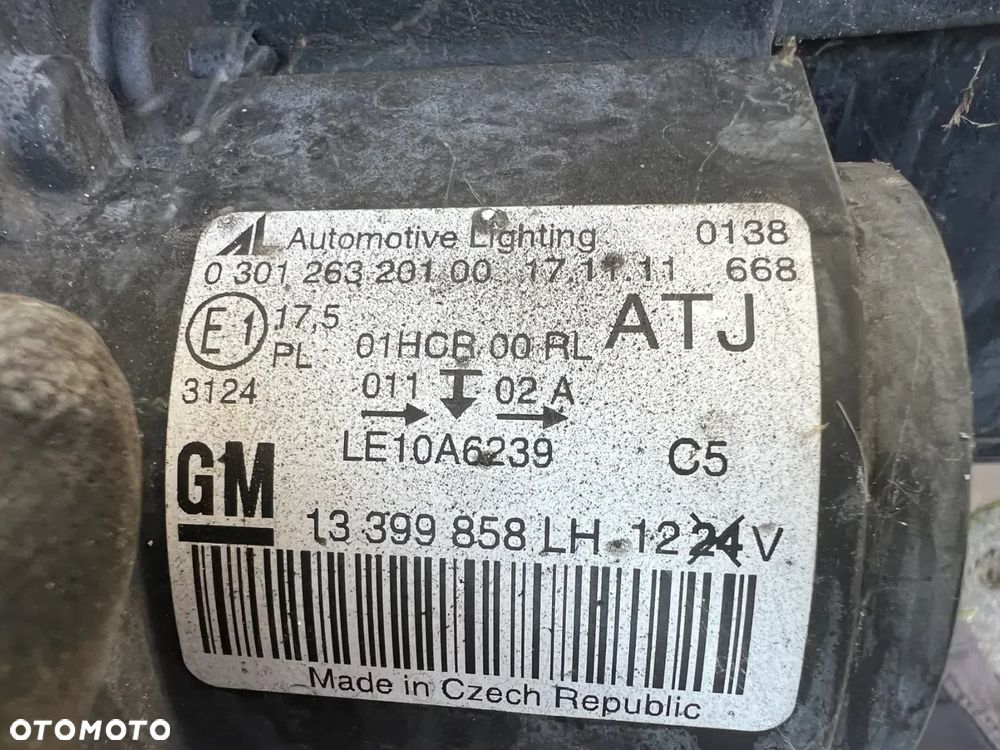 AL Automotive Lighting 0138
0 301 263 201 00 17.11.11 668
E1 17,5 ATJ
PL 01HCR 00 RL
3124 011 02 A
LE10A6239 C5
GM
13 399 858 LH 12 24 V
Made in Czech Republic
OTOMOTO